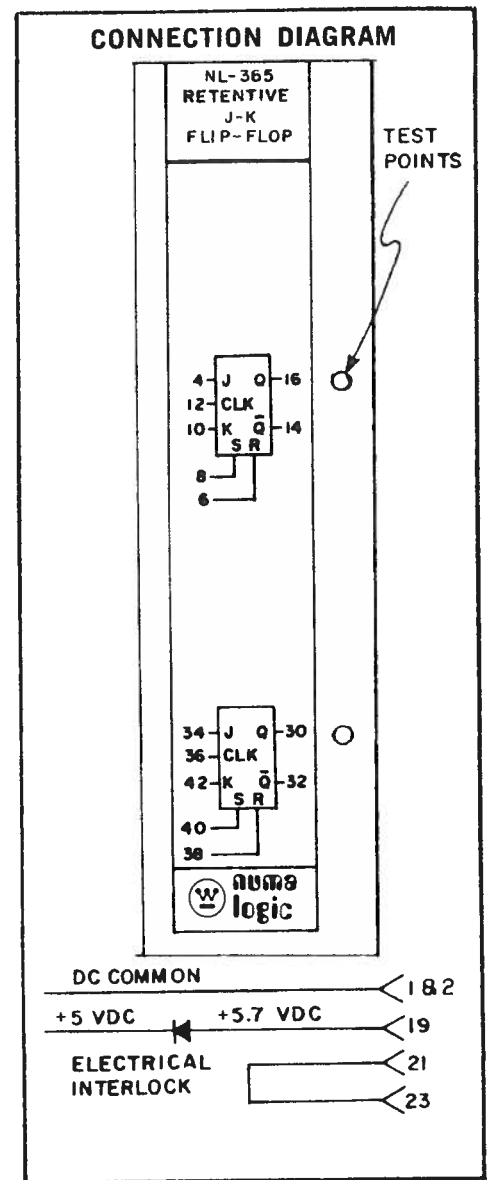 CONNECTION DIAGRAM
NL-365
RETENTIVE
J-K
FLIP-FLOP
TEST
POINTS
4 J Q 16
12 CLK
10 K Q̅ 14
S R
8
6
34 J Q 30
36 CLK
42 K Q̅ 32
S R
40
38
W numa
logic
DC COMMON 1 & 2
+5 VDC +5.7 VDC 19
ELECTRICAL 21
INTERLOCK 23